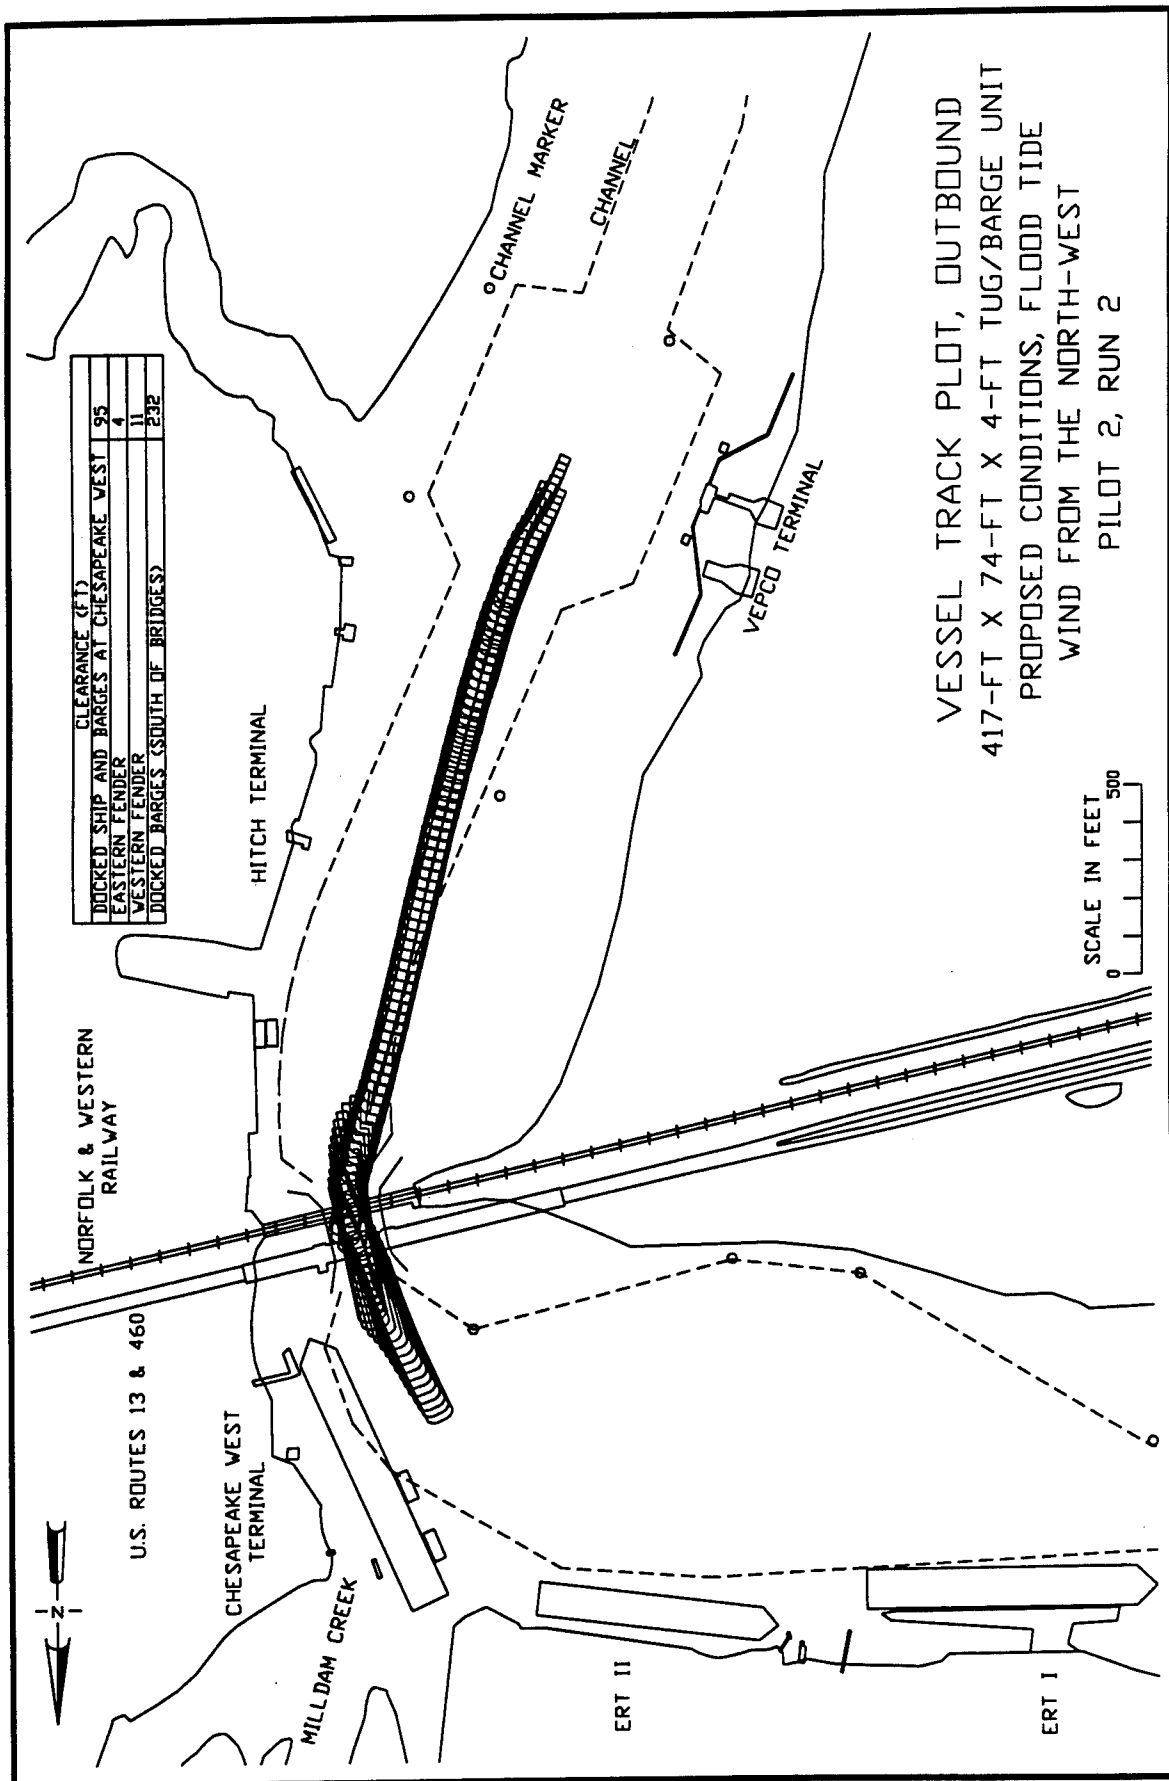 CLEARANCE (FT)
DOCKED SHIP AND BARGES AT CHESAPEAKE WEST 95
EASTERN FENDER 4
WESTERN FENDER 11
DOCKED BARGES (SOUTH OF BRIDGES) 232
N
NORFOLK & WESTERN
RAILWAY
U.S. ROUTES 13 & 460
CHESAPEAKE WEST
TERMINAL
MILLDAM CREEK
HITCH TERMINAL
CHANNEL MARKER
CHANNEL
VEPCO TERMINAL
ERT II
ERT I
SCALE IN FEET
0 500
VESSEL TRACK PLOT, OUTBOUND
417-FT X 74-FT X 4-FT TUG/BARGE UNIT
PROPOSED CONDITIONS, FLOOD TIDE
WIND FROM THE NORTH-WEST
PILOT 2, RUN 2